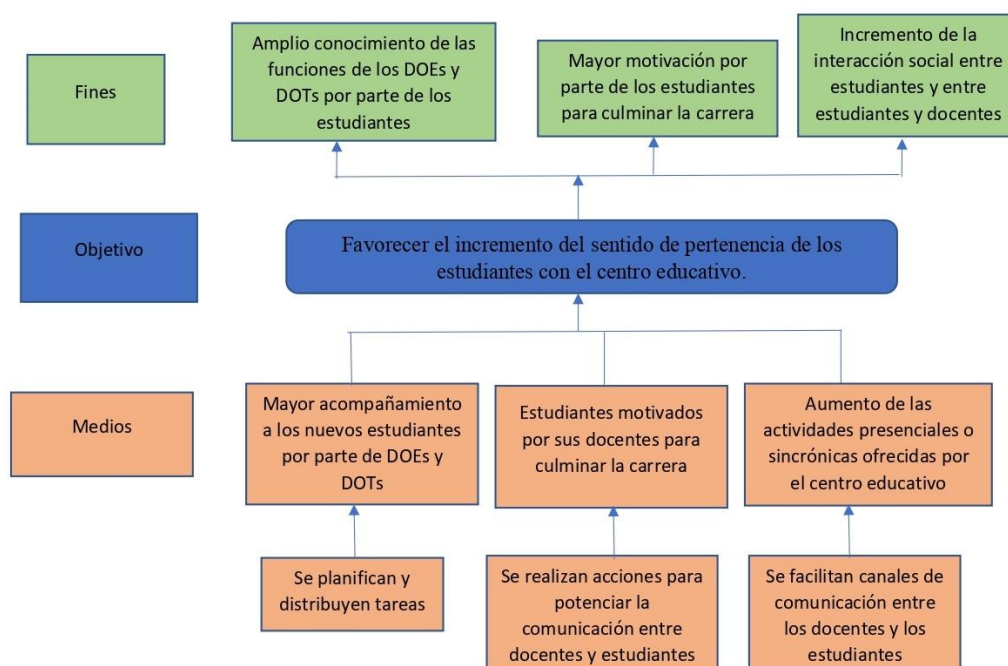 Fines
Amplio conocimiento de las
funciones de los DOEs y
DOTs por parte de los
estudiantes
Mayor motivación por
parte de los estudiantes
para culminar la carrera
Incremento de la
interacción social entre
estudiantes y entre
estudiantes y docentes
Objetivo
Favorecer el incremento del sentido de pertenencia de los
estudiantes con el centro educativo.
Medios
Mayor acompañamiento
a los nuevos estudiantes
por parte de DOEs y
DOTs
Estudiantes motivados
por sus docentes para
culminar la carrera
Aumento de las
actividades presenciales o
sincrónicas ofrecidas por
el centro educativo
Se planifican y
distribuyen tareas
Se realizan acciones para
potenciar la
comunicación entre
docentes y estudiantes
Se facilitan canales de
comunicación entre
los docentes y los
estudiantes